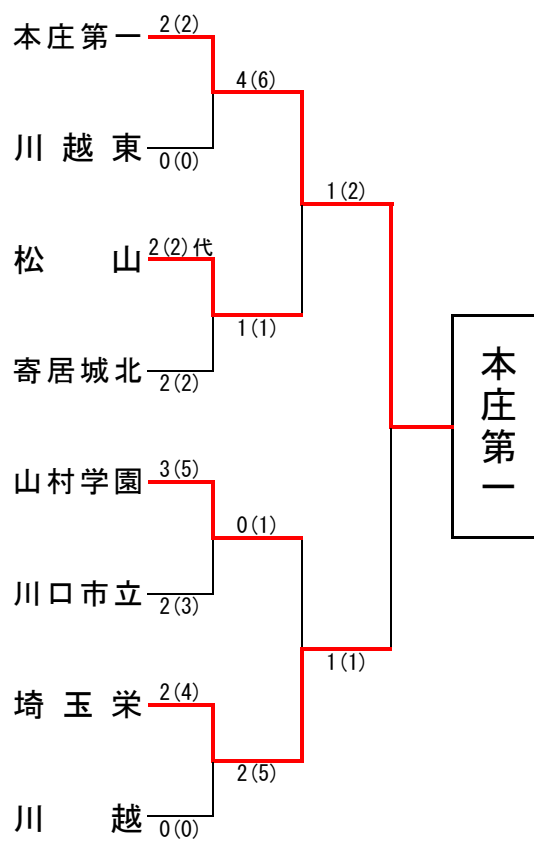 本庄第一
2(2)
4(6)
川越東
0(0)
1(2)
松山
2(2)代
1(1)
寄居城北
2(2)
本庄第一
山村学園
3(5)
0(1)
川口市立
2(3)
1(1)
埼玉栄
2(4)
2(5)
川越
0(0)